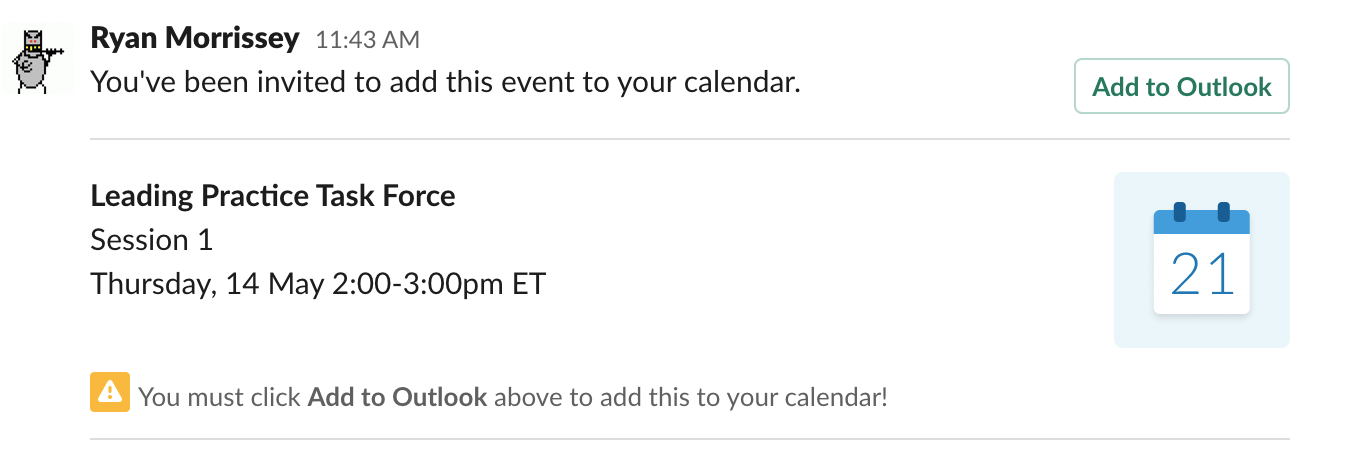 Ryan Morrissey 11:43 AM
You've been invited to add this event to your calendar.
Add to Outlook
Leading Practice Task Force
Session 1
Thursday, 14 May 2:00-3:00pm ET
21
You must click Add to Outlook above to add this to your calendar!